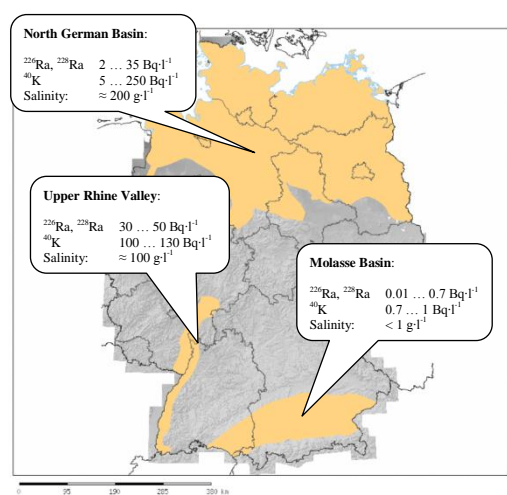 North German Basin:
²²⁶Ra, ²²⁸Ra 2 … 35 Bq·l⁻¹
⁴⁰K 5 … 250 Bq·l⁻¹
Salinity: ≈ 200 g·l⁻¹
Upper Rhine Valley:
²²⁶Ra, ²²⁸Ra 30 … 50 Bq·l⁻¹
⁴⁰K 100 … 130 Bq·l⁻¹
Salinity: ≈ 100 g·l⁻¹
Molasse Basin:
²²⁶Ra, ²²⁸Ra 0.01 … 0.7 Bq·l⁻¹
⁴⁰K 0.7 … 1 Bq·l⁻¹
Salinity: < 1 g·l⁻¹
0 95 190 285 380 km